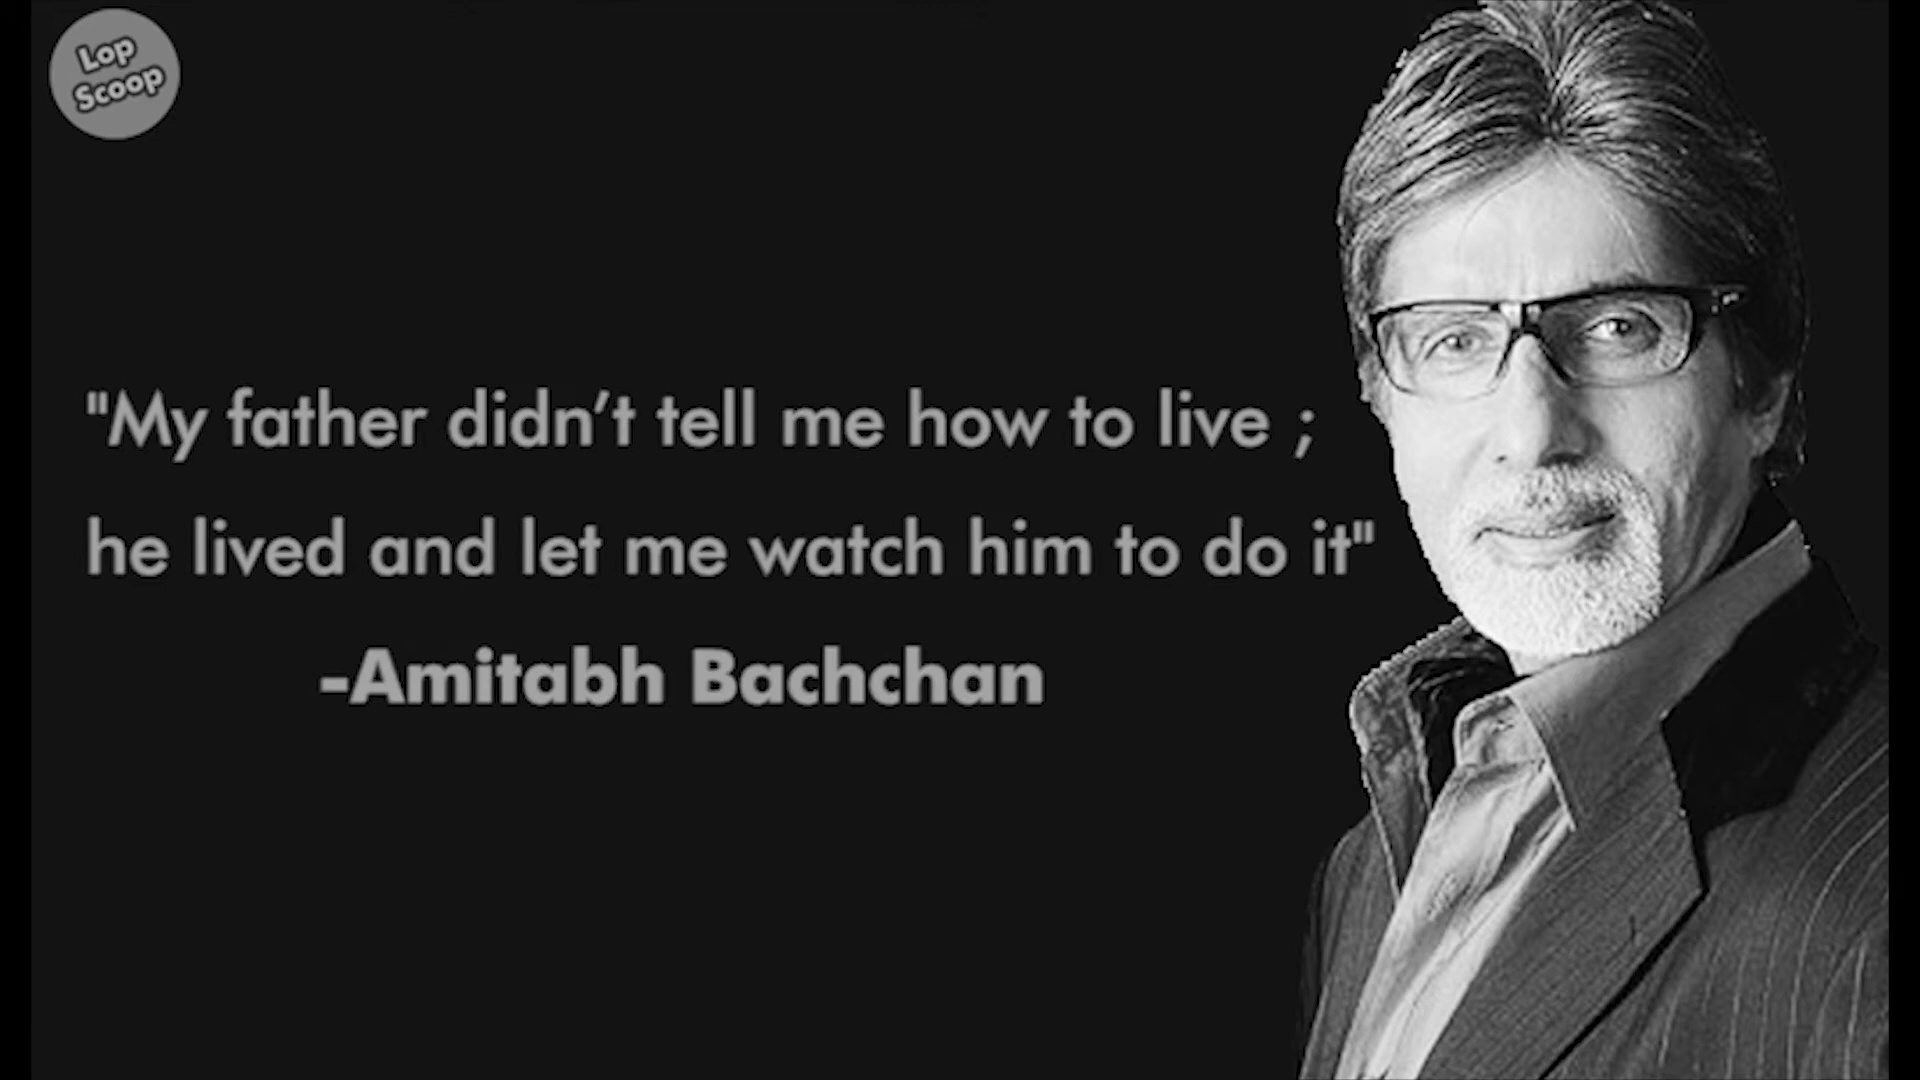 Lop
Scoop
"My father didn’t tell me how to live ;
he lived and let me watch him to do it"
-Amitabh Bachchan